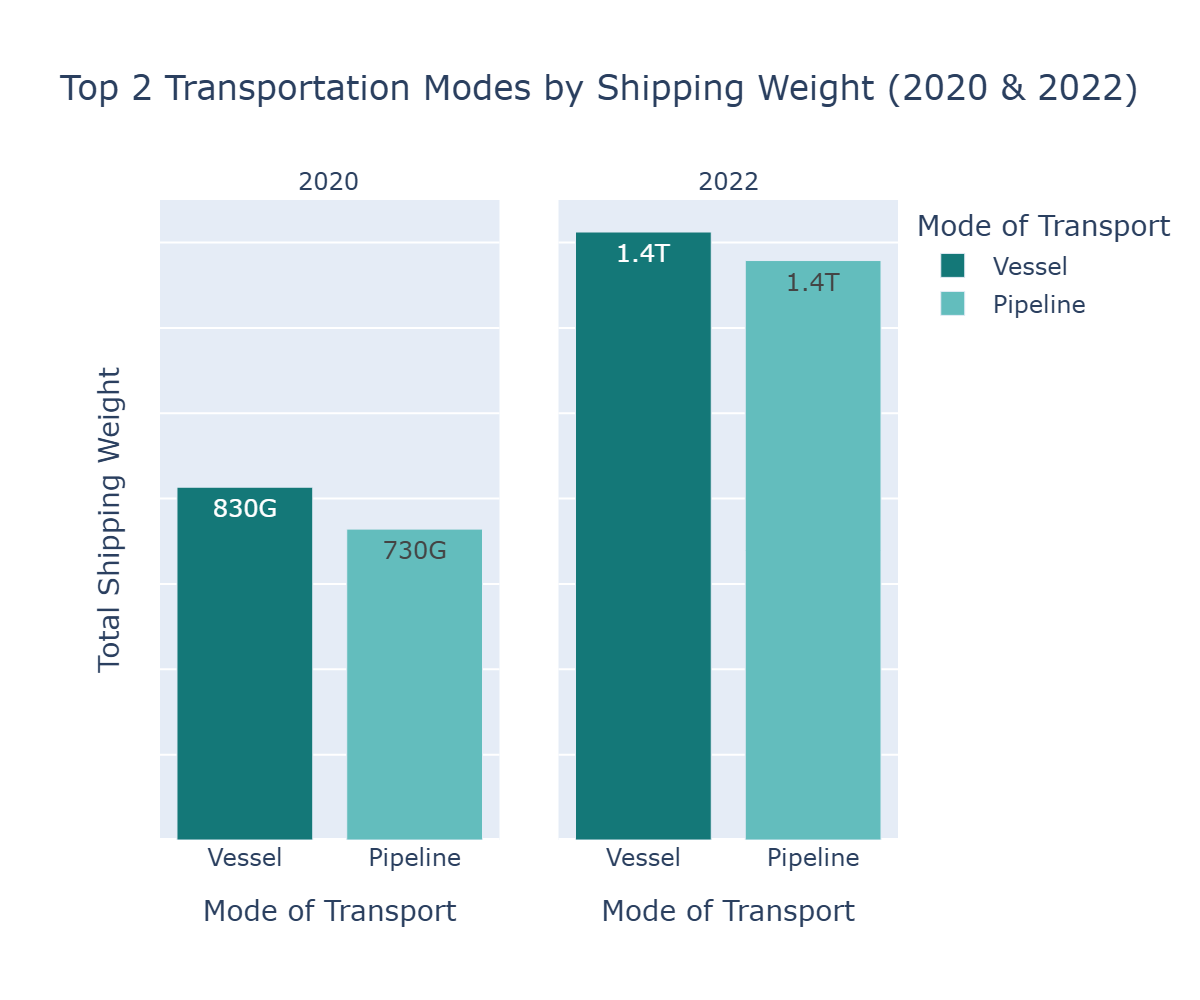 Top 2 Transportation Modes by Shipping Weight (2020 & 2022)
2020
2022
Mode of Transport
Vessel
Pipeline
Total Shipping Weight
830G
730G
1.4T
1.4T
Vessel
Pipeline
Vessel
Pipeline
Mode of Transport
Mode of Transport